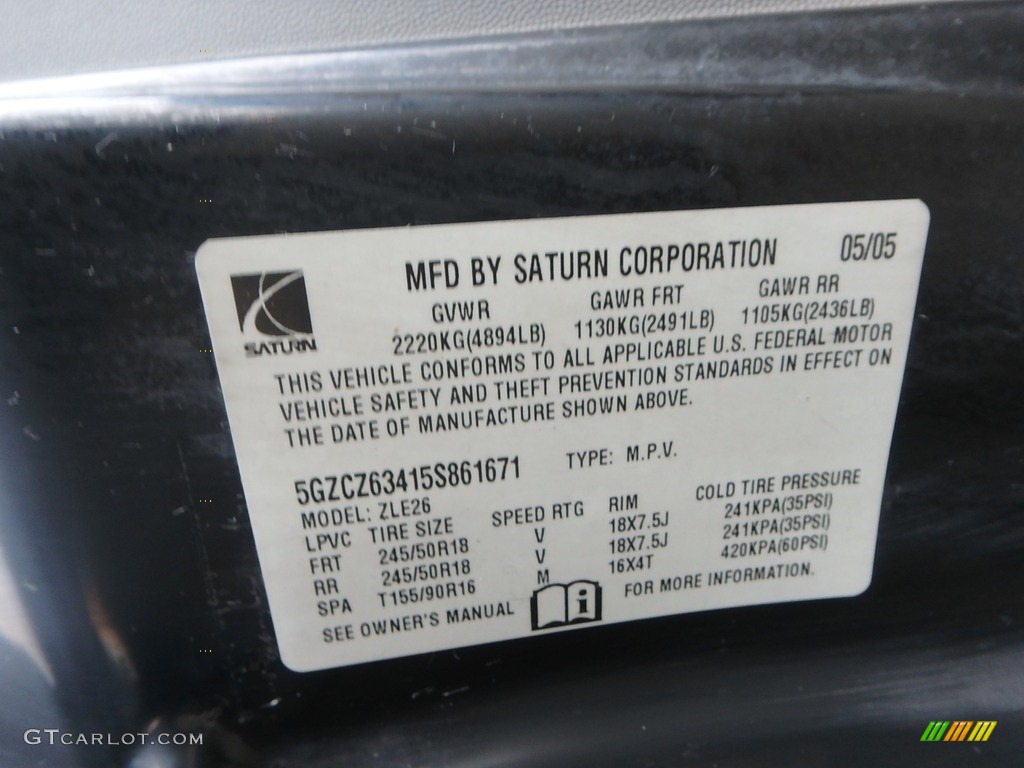 MFD BY SATURN CORPORATION 05/05
GVWR GAWR FRT GAWR RR
2220KG(4894LB) 1130KG(2491LB) 1105KG(2436LB)
SATURN
THIS VEHICLE CONFORMS TO ALL APPLICABLE U.S. FEDERAL MOTOR
VEHICLE SAFETY AND THEFT PREVENTION STANDARDS IN EFFECT ON
THE DATE OF MANUFACTURE SHOWN ABOVE.
5GZCZ63415S861671 TYPE: M.P.V.
MODEL: ZLE26
LPVC TIRE SIZE SPEED RTG RIM COLD TIRE PRESSURE
FRT 245/50R18 V 18X7.5J 241KPA(35PSI)
RR 245/50R18 V 18X7.5J 241KPA(35PSI)
SPA T155/90R16 M 16X4T 420KPA(60PSI)
SEE OWNER'S MANUAL i FOR MORE INFORMATION.
GTCARLOT.COM